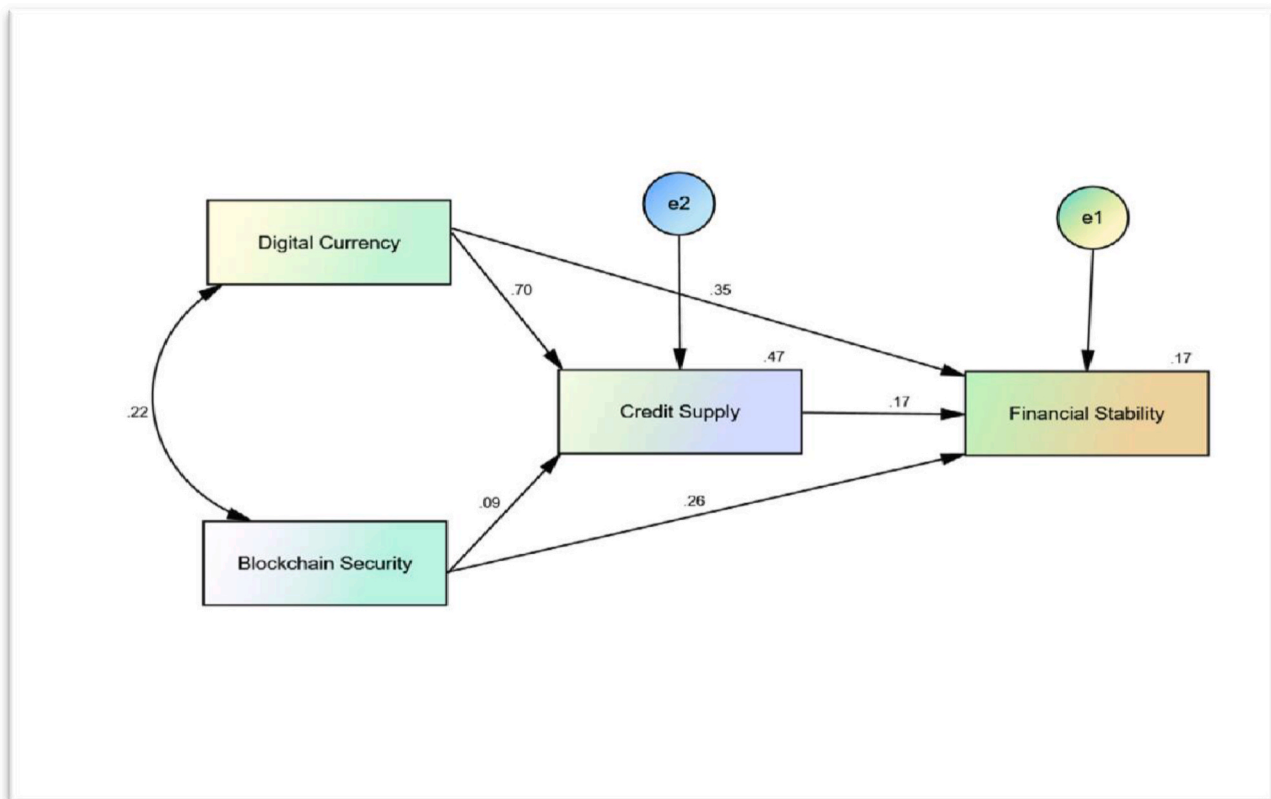 e2
e1
Digital Currency
.70
.35
.47
.17
Credit Supply
.17
Financial Stability
.22
.09
.26
Blockchain Security